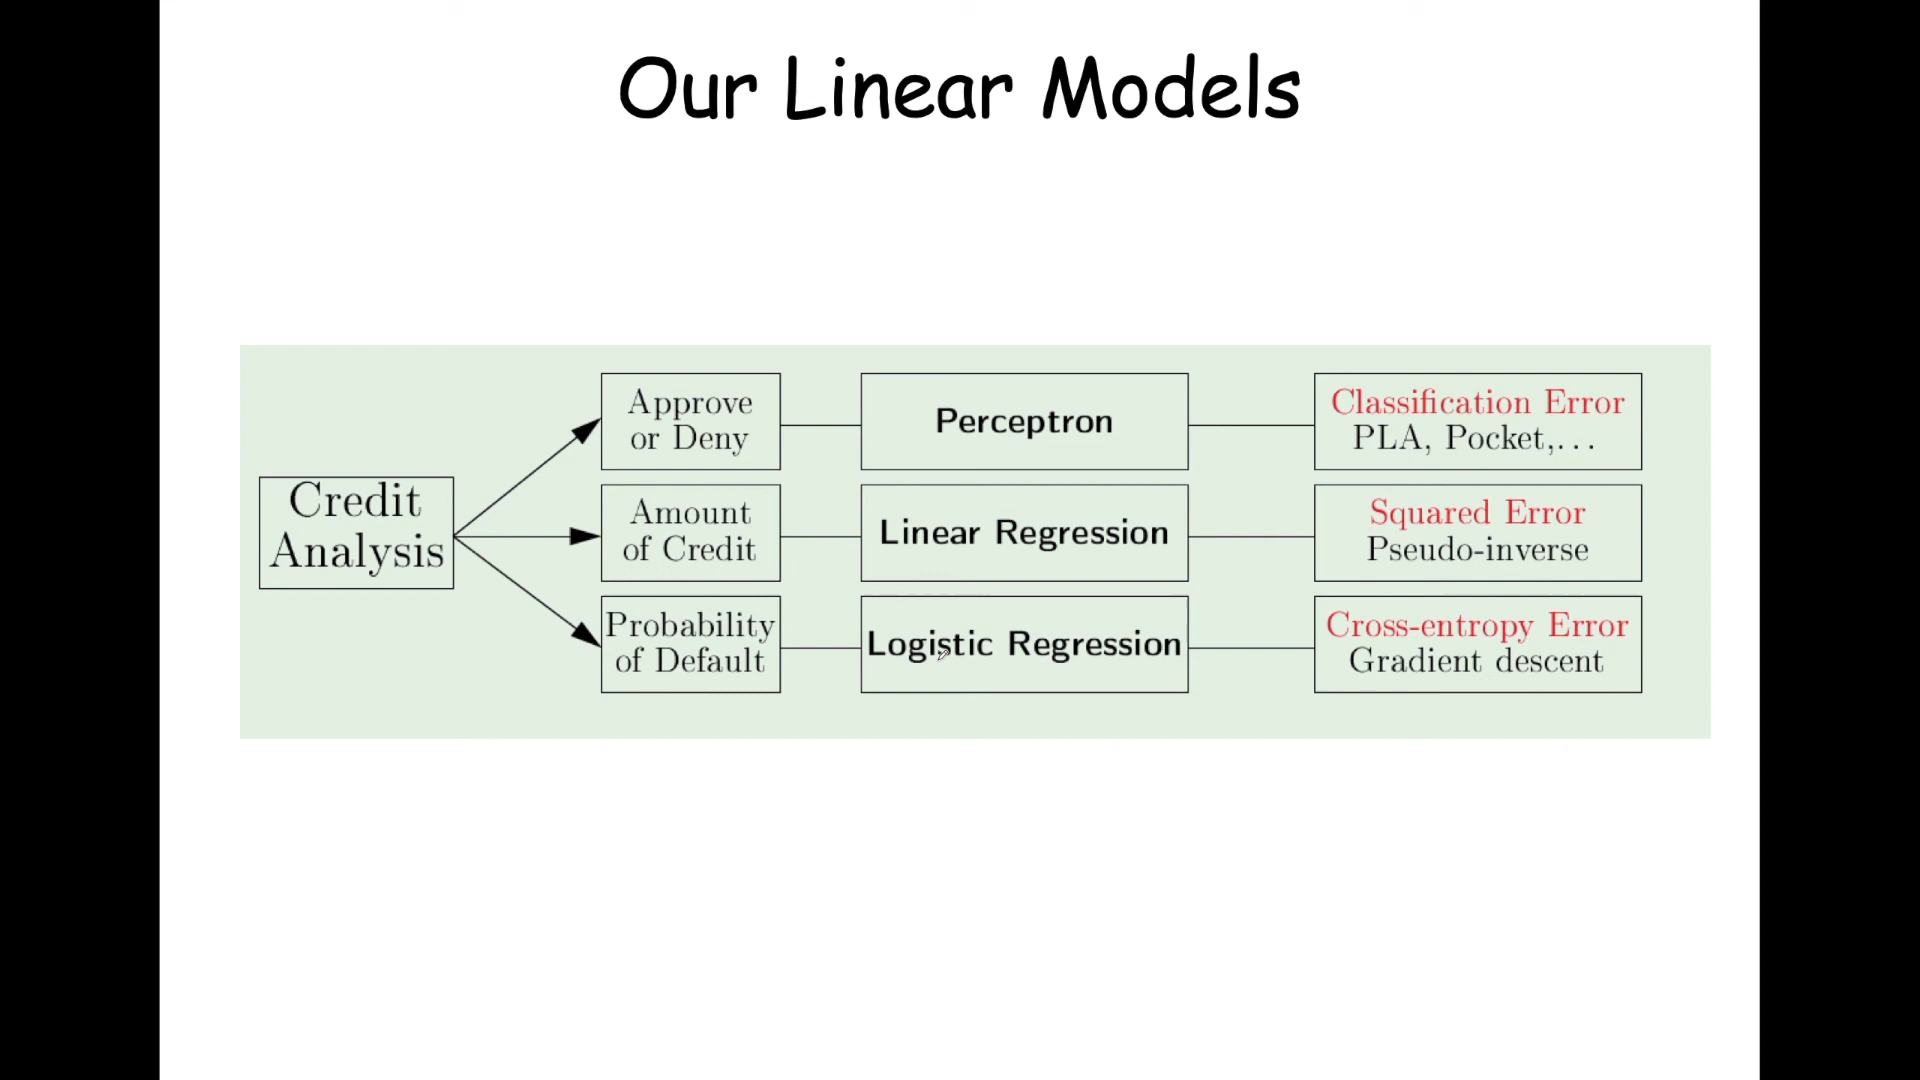 Our Linear Models
Credit
Analysis
Approve
or Deny
Perceptron
Classification Error
PLA, Pocket,...
Amount
of Credit
Linear Regression
Squared Error
Pseudo-inverse
Probability
of Default
Logistic Regression
Cross-entropy Error
Gradient descent